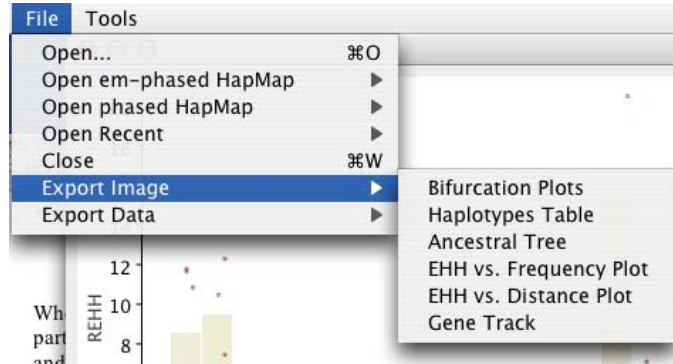 File Tools
Open... ⌘O
Open em-phased HapMap
Open phased HapMap
Open Recent
Close ⌘W
Export Image
Export Data
Bifurcation Plots
Haplotypes Table
Ancestral Tree
EHH vs. Frequency Plot
EHH vs. Distance Plot
Gene Track
12
10
8
REHH
Wh
part
and